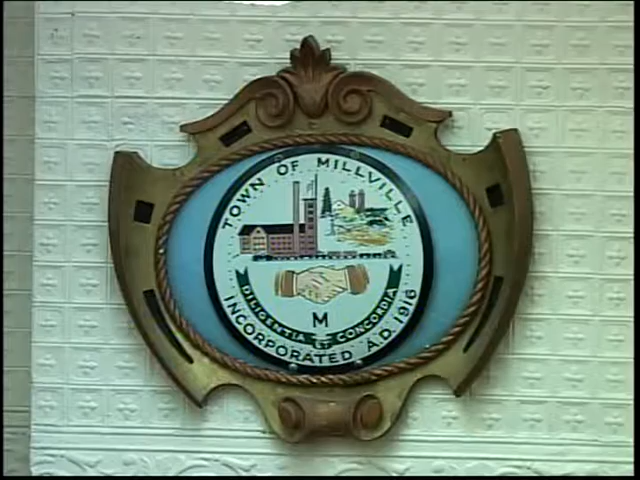 TOWN OF MILLVILLE
DILIGENTIA ET CONCORDIA
M
INCORPORATED A.D. 1916